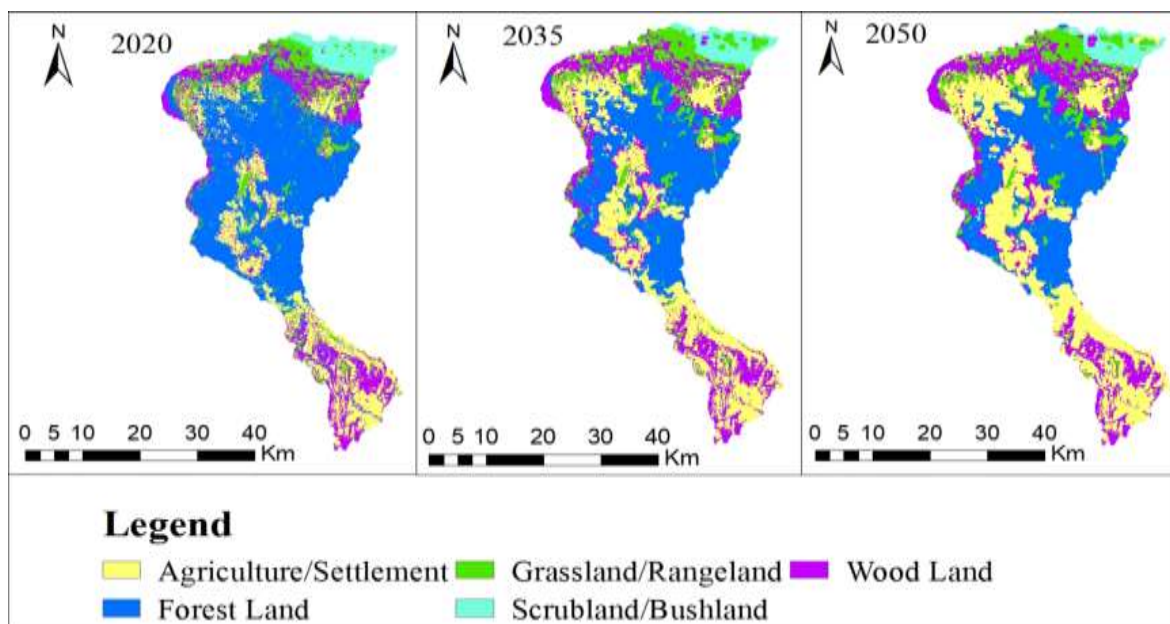 N 2020
N 2035
N 2050
0 5 10 20 30 40 Km
0 5 10 20 30 40 Km
0 5 10 20 30 40 Km
Legend
Agriculture/Settlement Grassland/Rangeland Wood Land
Forest Land Scrubland/Bushland